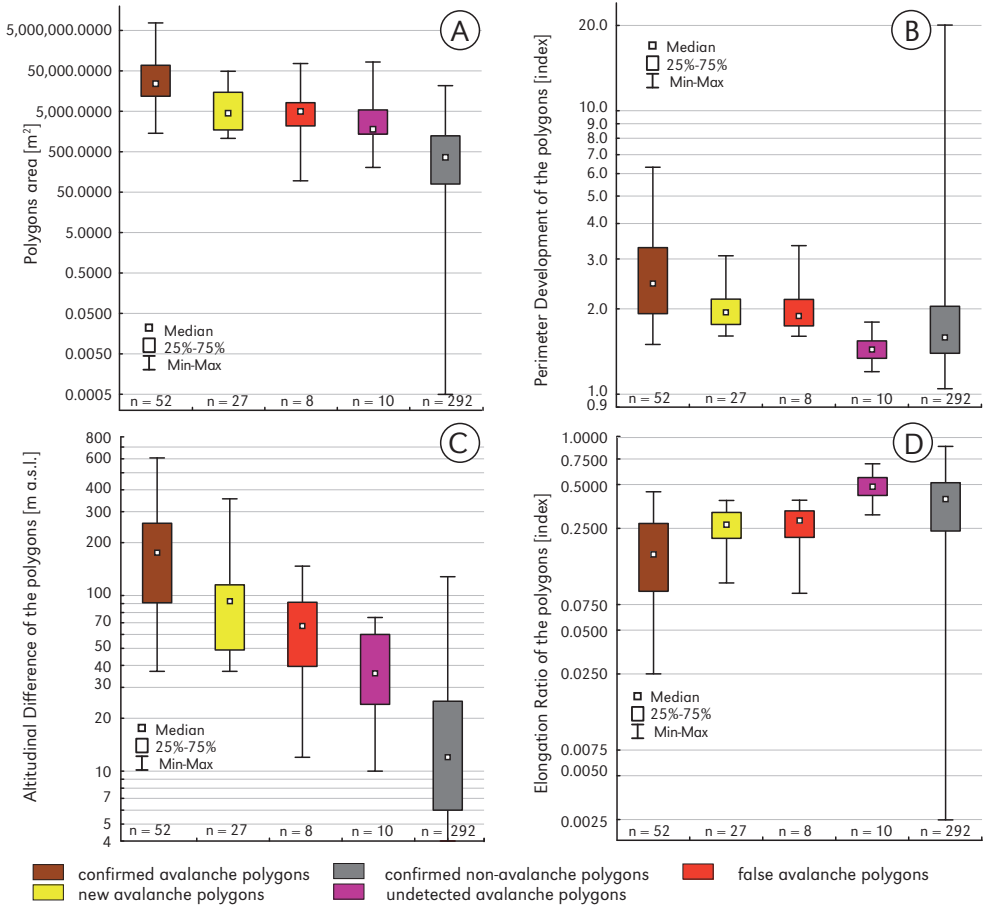 A
Polygons area [m²]
5,000,000.0000
50,000.0000
5,000.0000
500.0000
50.0000
5.0000
0.5000
0.0500
0.0050
0.0005
Median
25%-75%
Min-Max
n = 52
n = 27
n = 8
n = 10
n = 292
B
Perimeter Development of the polygons [index]
20.0
10.0
9.0
8.0
7.0
6.0
5.0
4.0
3.0
2.0
1.0
0.9
Median
25%-75%
Min-Max
n = 52
n = 27
n = 8
n = 10
n = 292
C
Altitudinal Difference of the polygons [m a.s.l.]
800
600
400
300
200
100
70
60
40
30
20
10
7
5
4
Median
25%-75%
Min-Max
n = 52
n = 27
n = 8
n = 10
n = 292
D
Elongation Ratio of the polygons [index]
1.0000
0.7500
0.5000
0.2500
0.0750
0.0500
0.0250
0.0075
0.0050
0.0025
Median
25%-75%
Min-Max
n = 52
n = 27
n = 8
n = 10
n = 292
confirmed avalanche polygons
confirmed non-avalanche polygons
false avalanche polygons
new avalanche polygons
undetected avalanche polygons